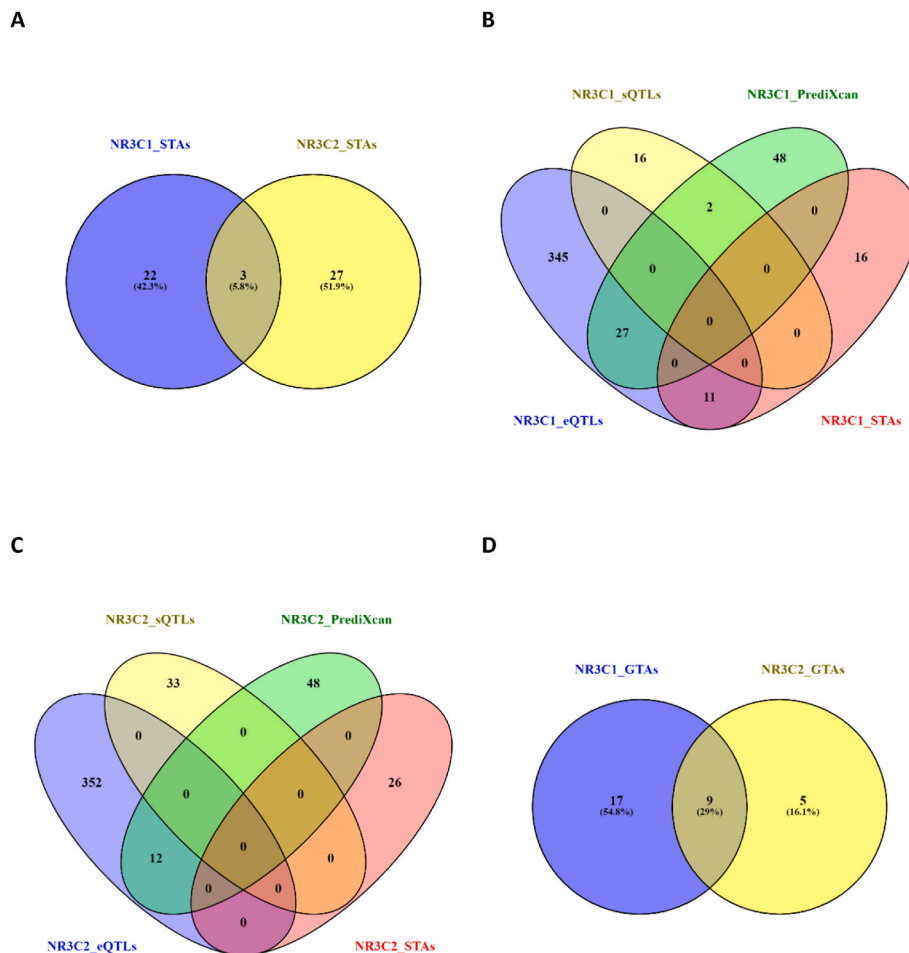 A
B
NR3C1_sQTLs NR3C1_PrediXcan
NR3C1_STAs NR3C2_STAs
16 48
0 2 0
345 0 0 16
22 3 27
(42.3%) (5.8%) (51.9%)
0
27 0
0 0
11
NR3C1_eQTLs NR3C1_STAs
C
D
NR3C2_sQTLs NR3C2_PrediXcan
NR3C1_GTAs NR3C2_GTAs
33 48
0 0 0
352 0 0 26
17 9 5
(54.8%) (29%) (16.1%)
0
12 0
0 0
0
NR3C2_eQTLs NR3C2_STAs